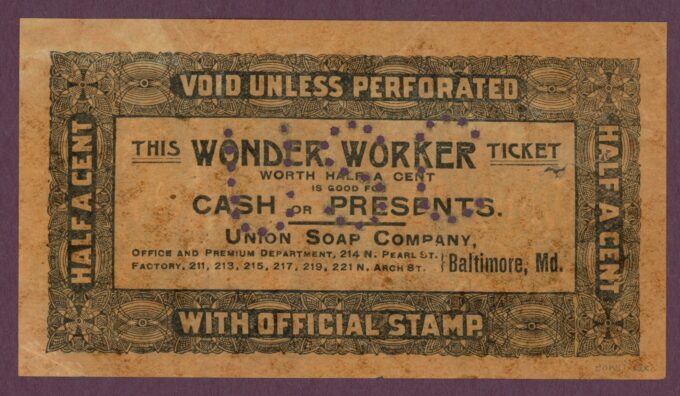 VOID UNLESS PERFORATED
HALF A CENT
THIS WONDER WORKER TICKET
WORTH HALF A CENT
IS GOOD FOR
CASH OR PRESENTS.
UNION SOAP COMPANY,
OFFICE AND PREMIUM DEPARTMENT, 214 N. PEARL ST.
FACTORY, 211, 213, 215, 217, 219, 221 N. ARCH ST.
Baltimore, Md.
HALF A CENT
WITH OFFICIAL STAMP.